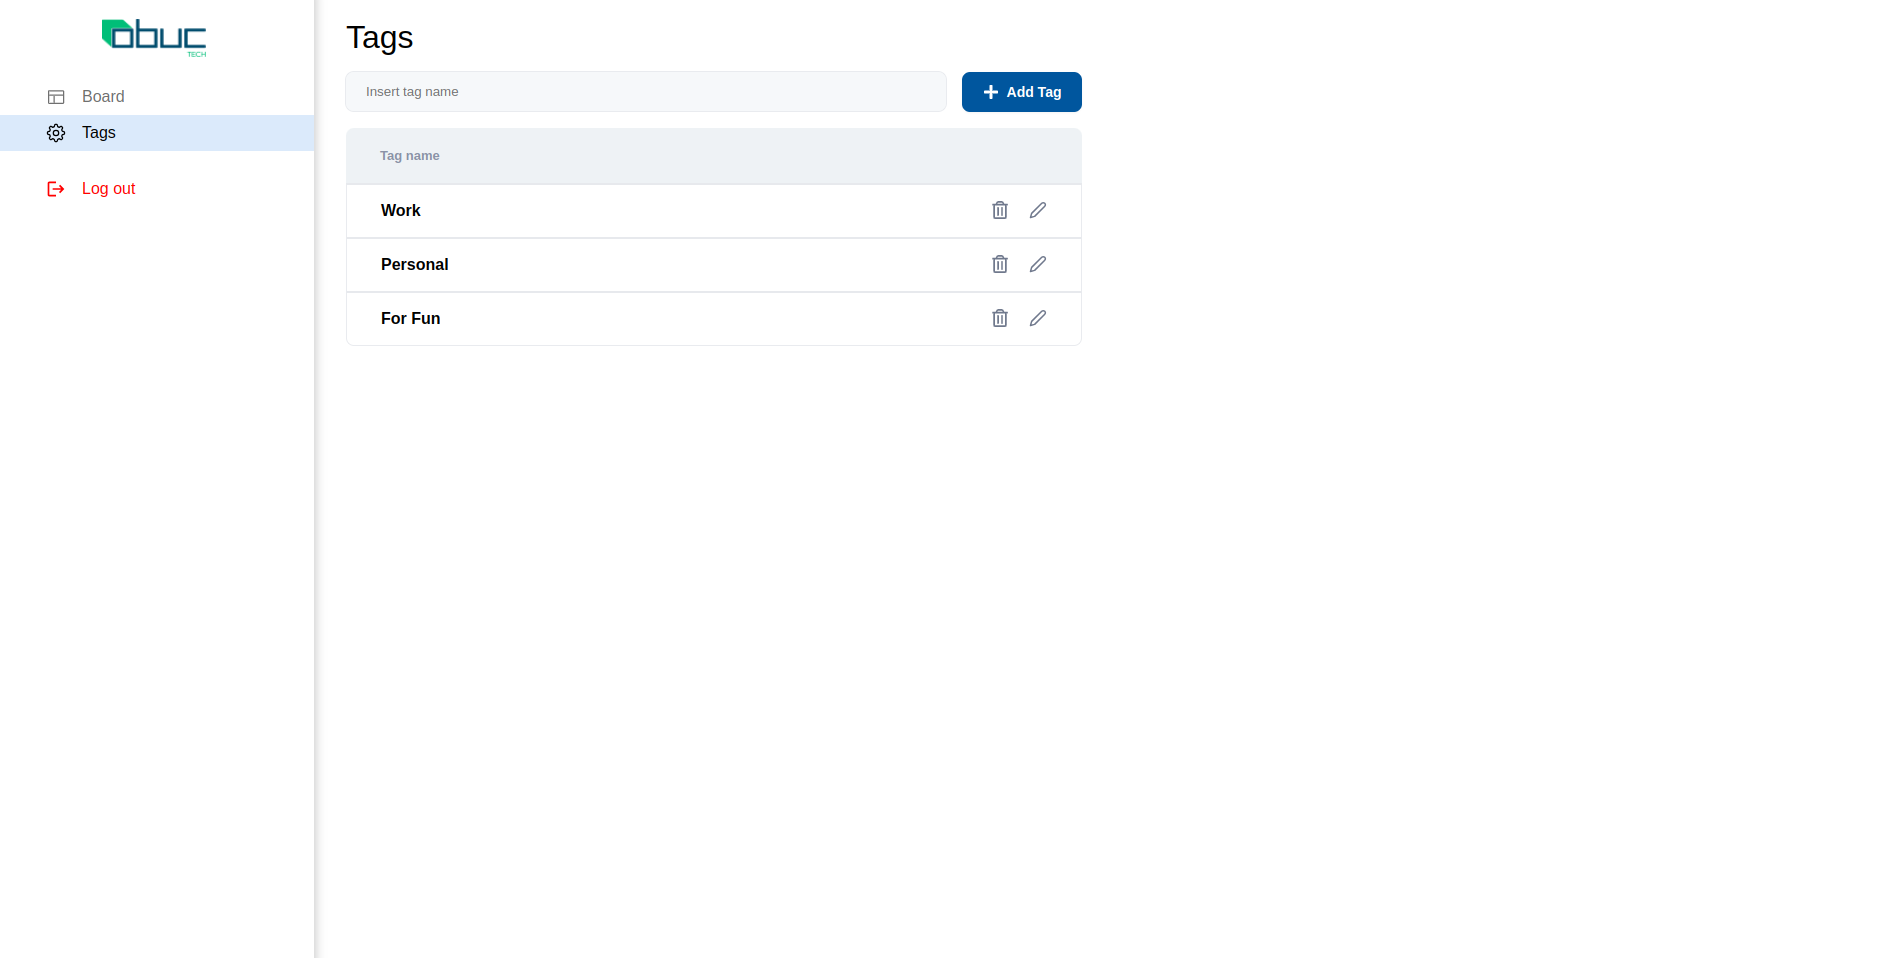 obuc
TECH
Board
Tags
Log out
Tags
Insert tag name
Add Tag
Tag name
Work
Personal
For Fun